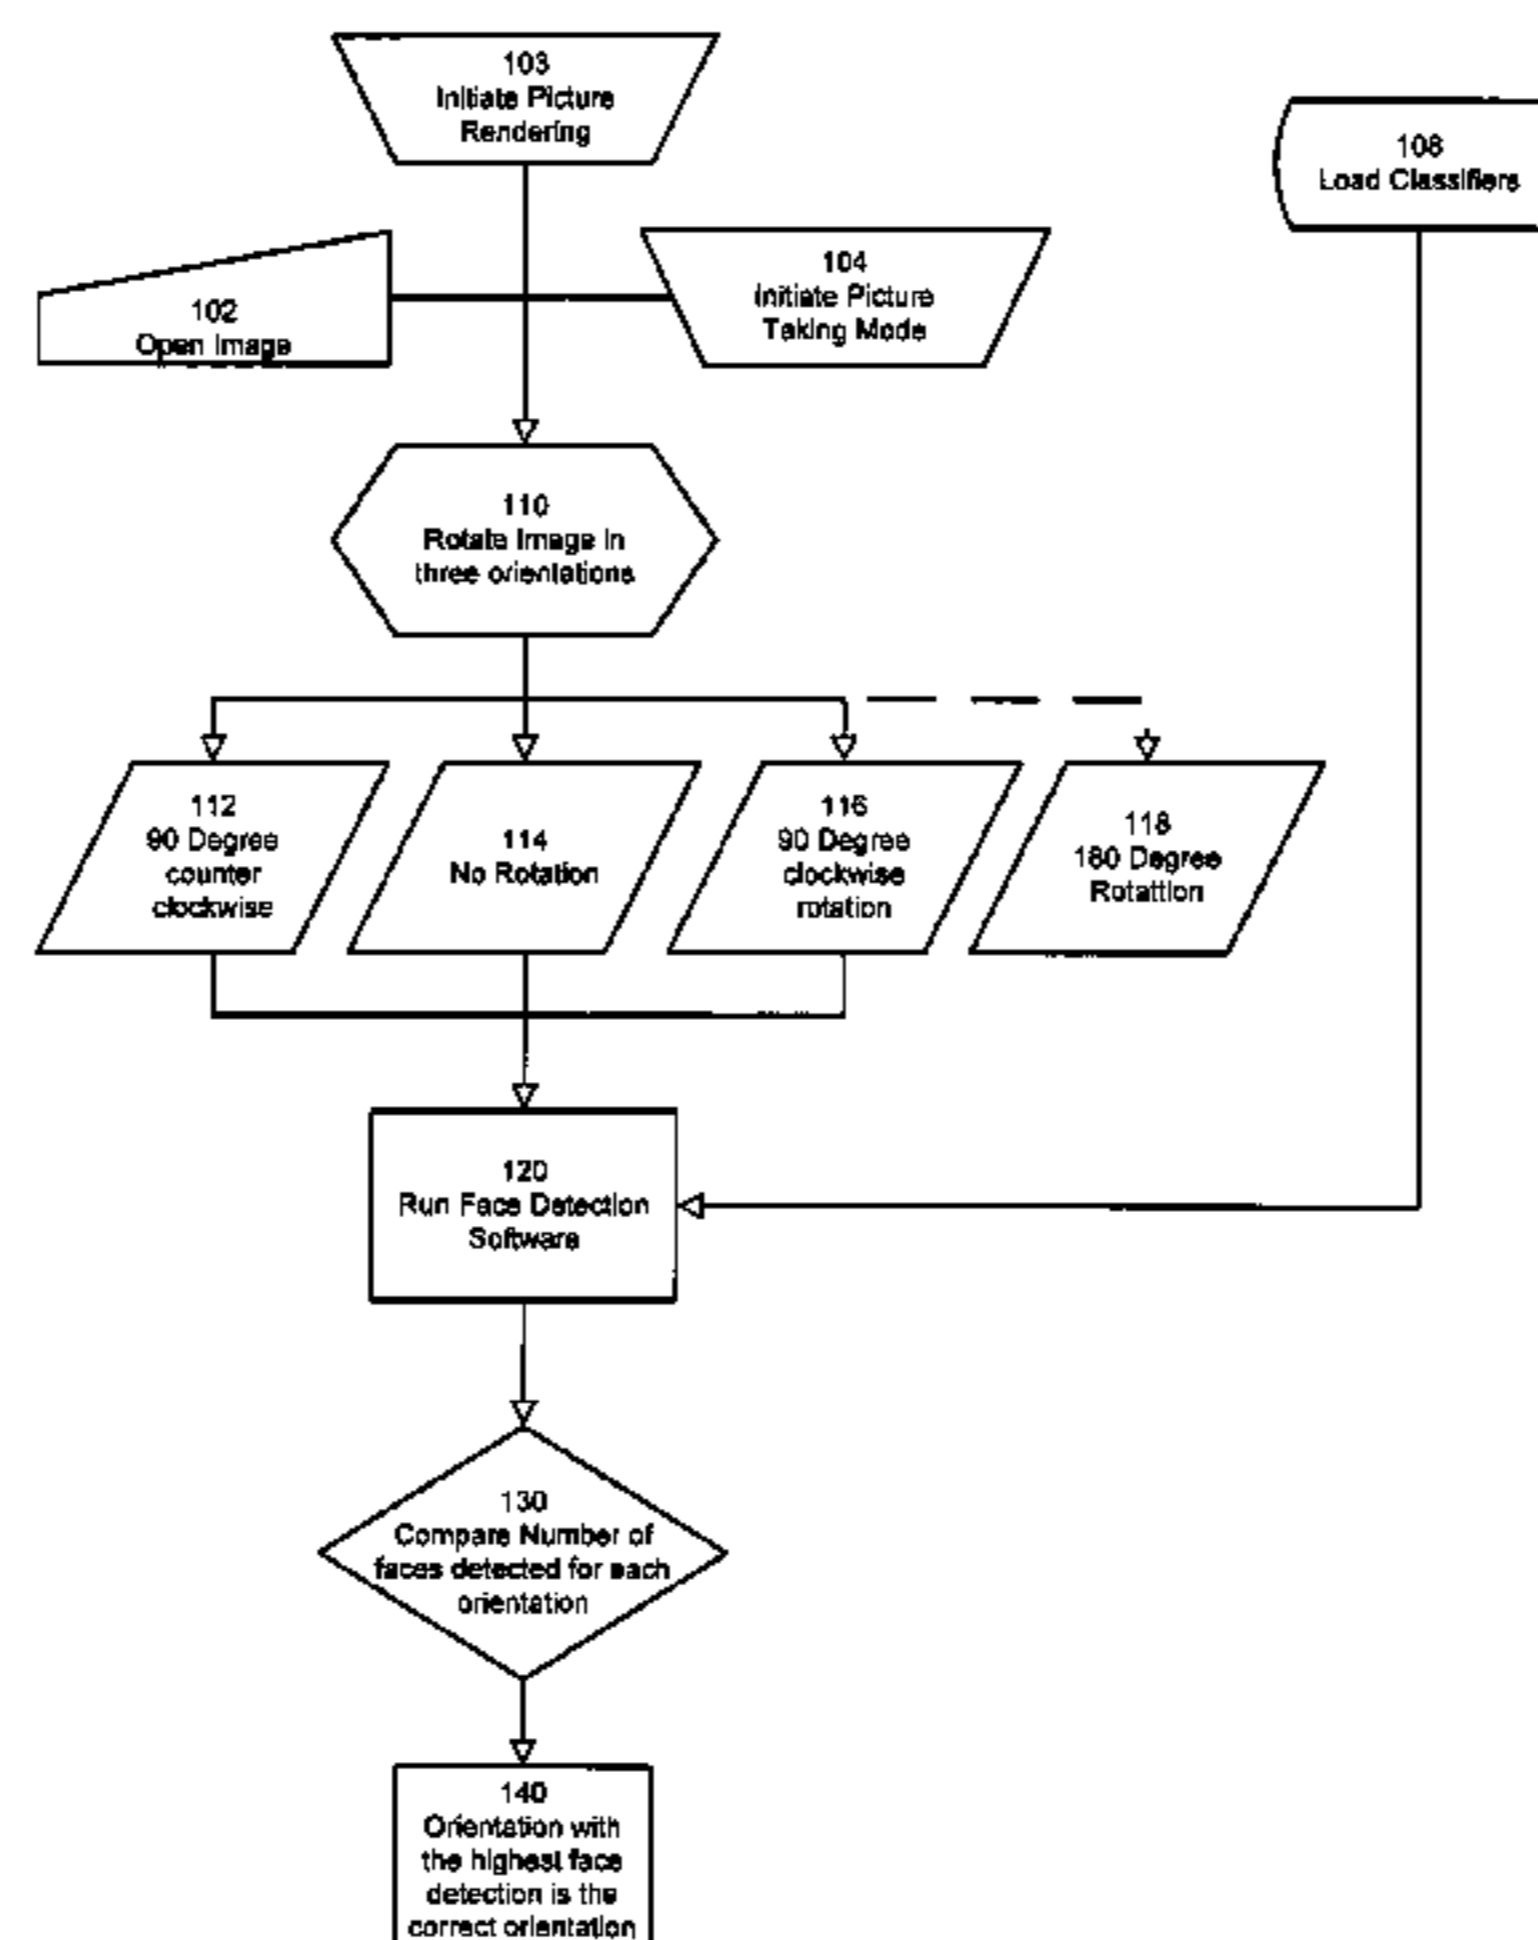 103
Initiate Picture
Rendering
108
Load Classifiers
102
Open Image
104
Initiate Picture
Taking Mode
110
Rotate Image in
three orientations
112
90 Degree
counter
clockwise
114
No Rotation
116
90 Degree
clockwise
rotation
118
180 Degree
Rotattion
120
Run Face Detection
Software
130
Compare Number of
faces detected for each
orientation
140
Orientation with
the highest face
detection is the
correct orientation